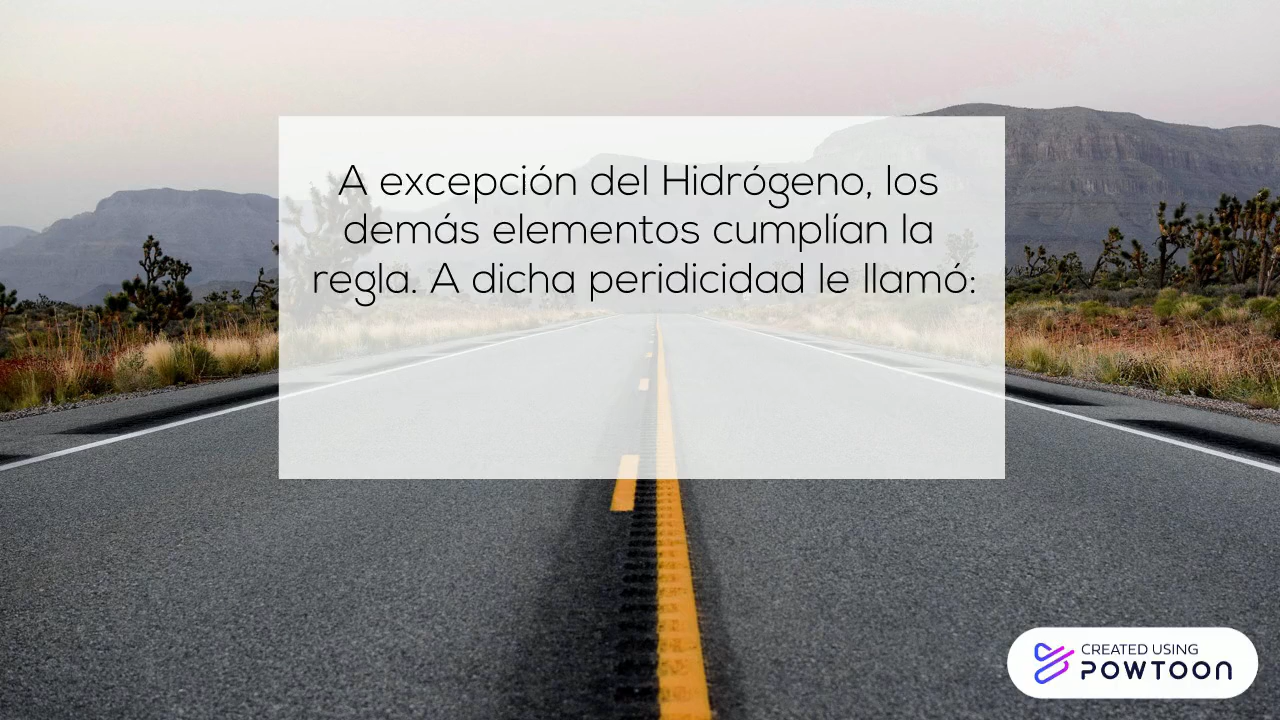 A excepción del Hidrógeno, los
demás elementos cumplían la
regla. A dicha peridicidad le llamó:
CREATED USING
POWTOON